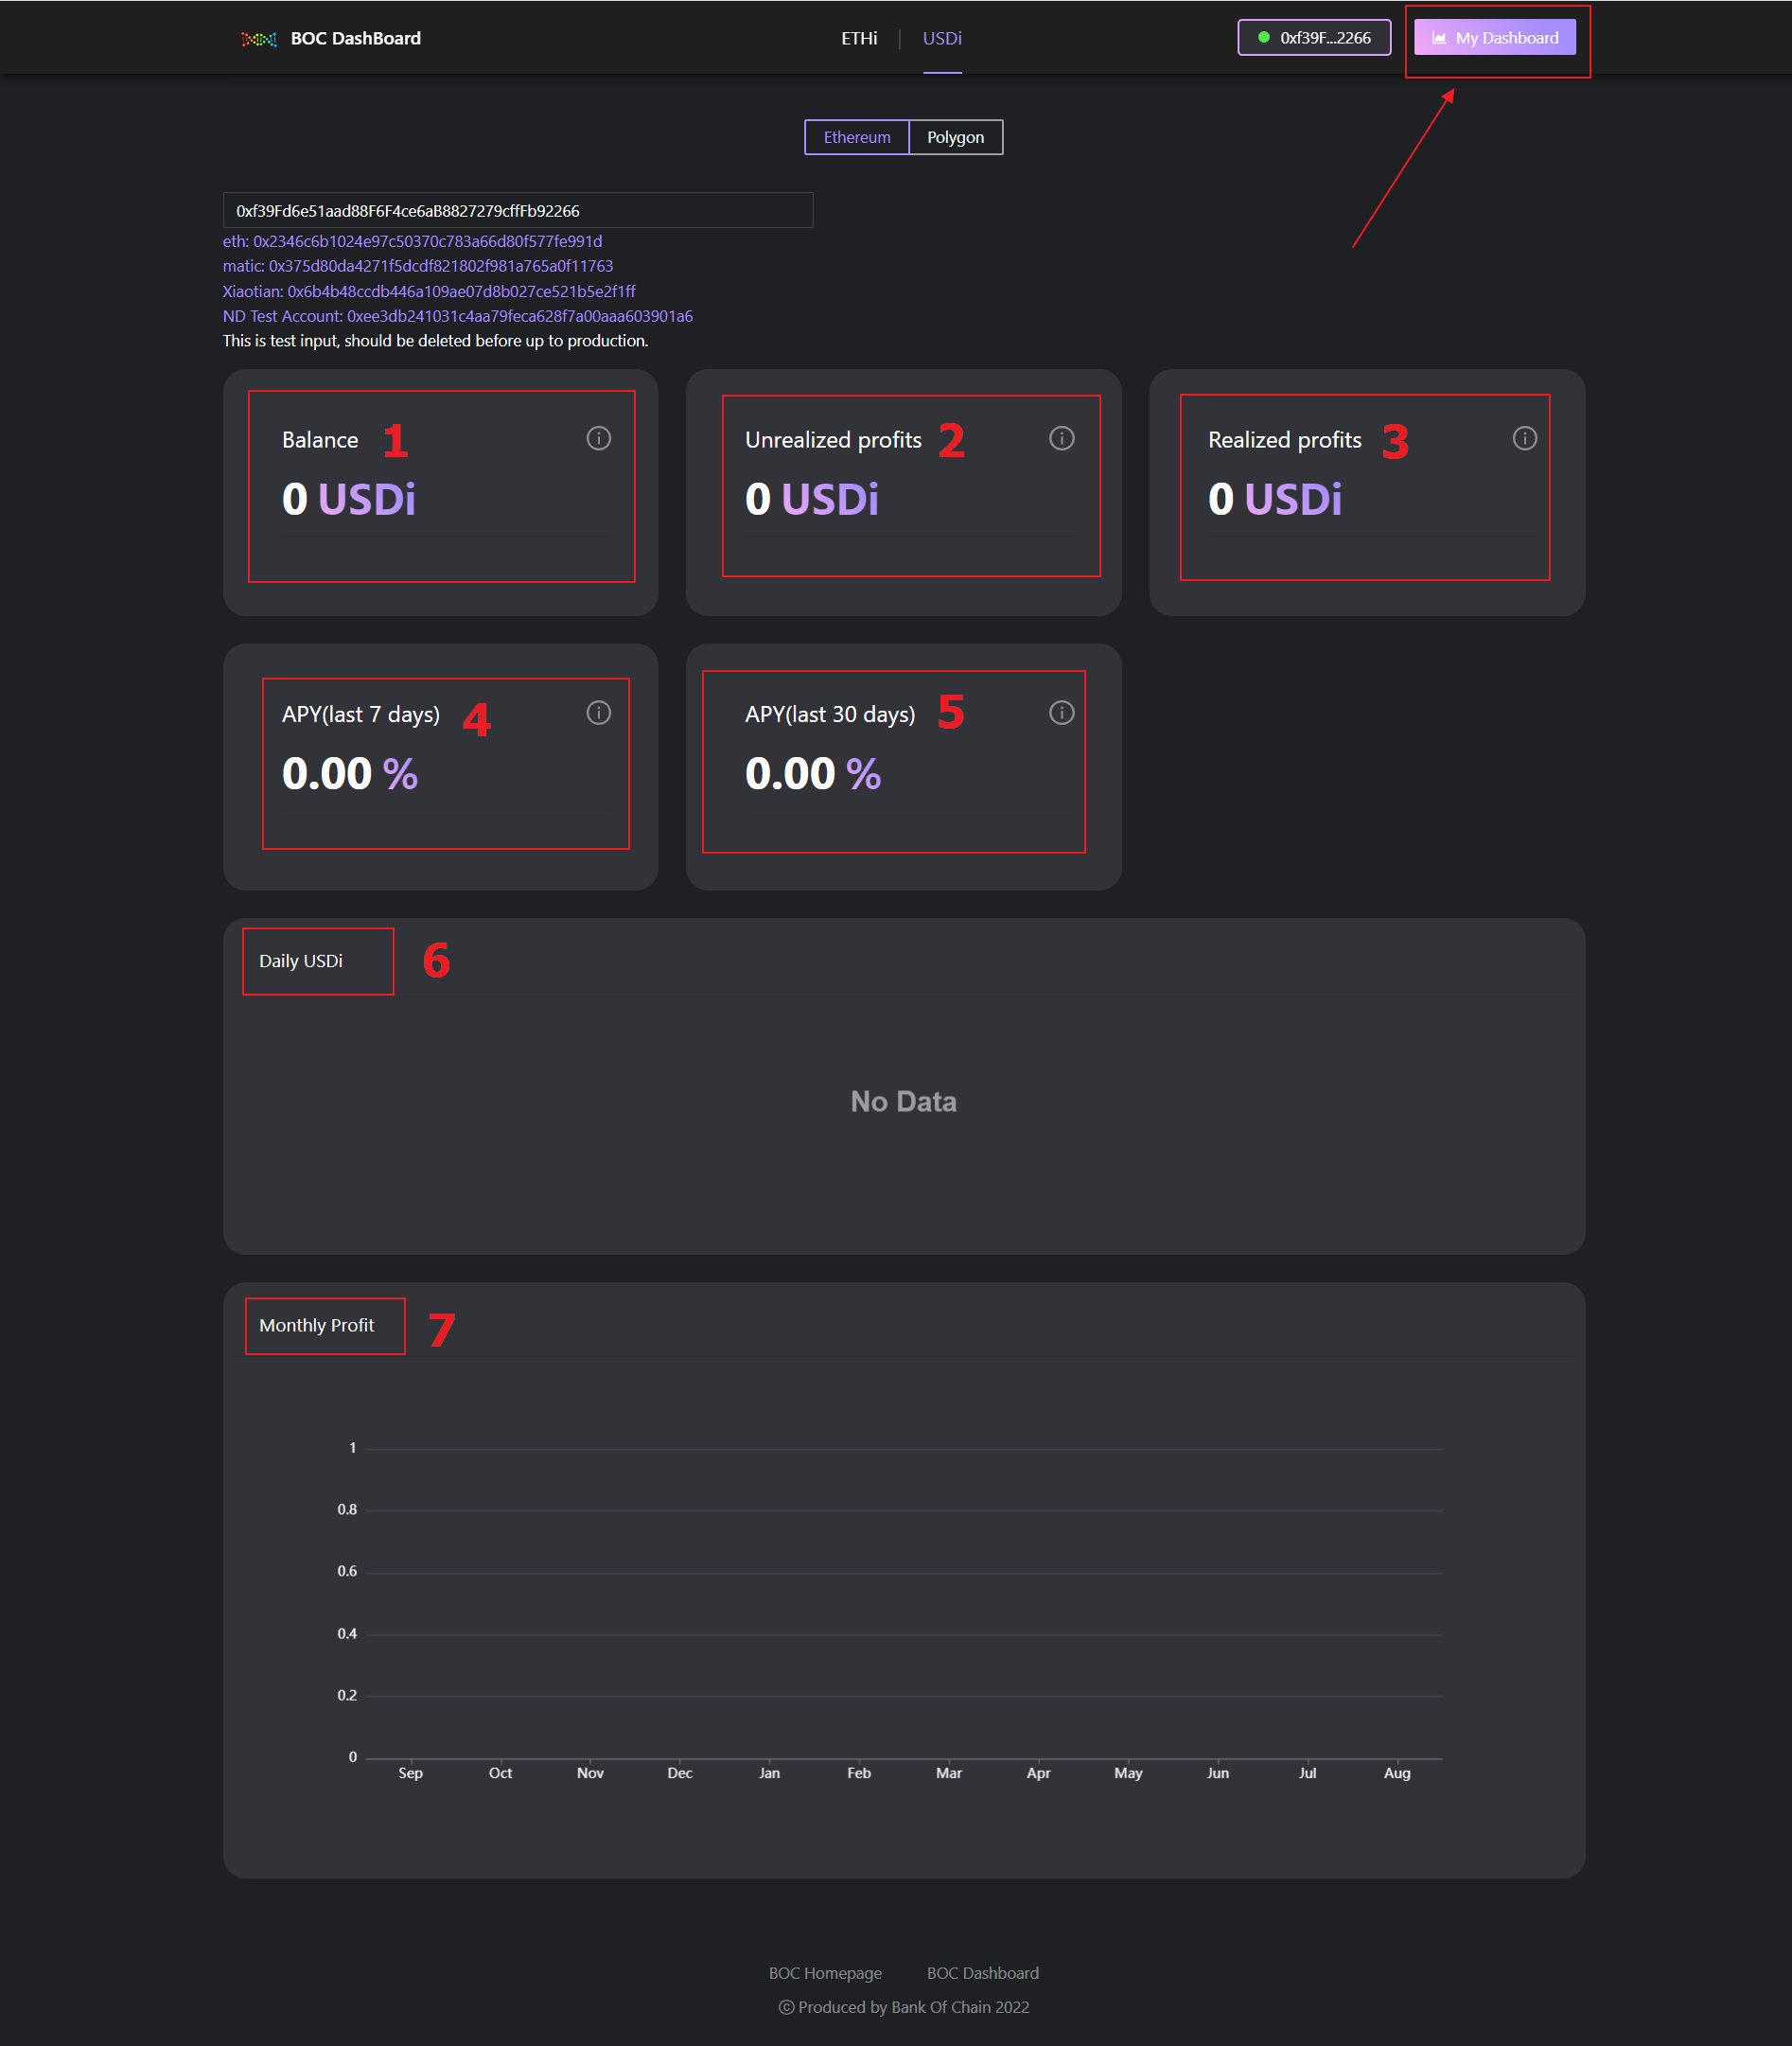 BOC DashBoard
ETHi | USDi
0xf39F...2266
My Dashboard
Ethereum
Polygon
0xf39Fd6e51aad88F6F4ce6aB8827279cffFb92266
eth: 0x2346c6b1024e97c50370c783a66d80f577fe991d
matic: 0x375d80da4271f5dcdf821802f981a765a0f11763
Xiaotian: 0x6b4b48ccdb446a109ae07d8b027ce521b5e2f1ff
ND Test Account: 0xee3db241031c4aa79feca628f7a00aaa603901a6
This is test input, should be deleted before up to production.
Balance 1
0 USDi
Unrealized profits 2
0 USDi
Realized profits 3
0 USDi
APY(last 7 days) 4
0.00 %
APY(last 30 days) 5
0.00 %
Daily USDi 6
No Data
Monthly Profit 7
1
0.8
0.6
0.4
0.2
0
Sep Oct Nov Dec Jan Feb Mar Apr May Jun Jul Aug
BOC Homepage BOC Dashboard
© Produced by Bank Of Chain 2022